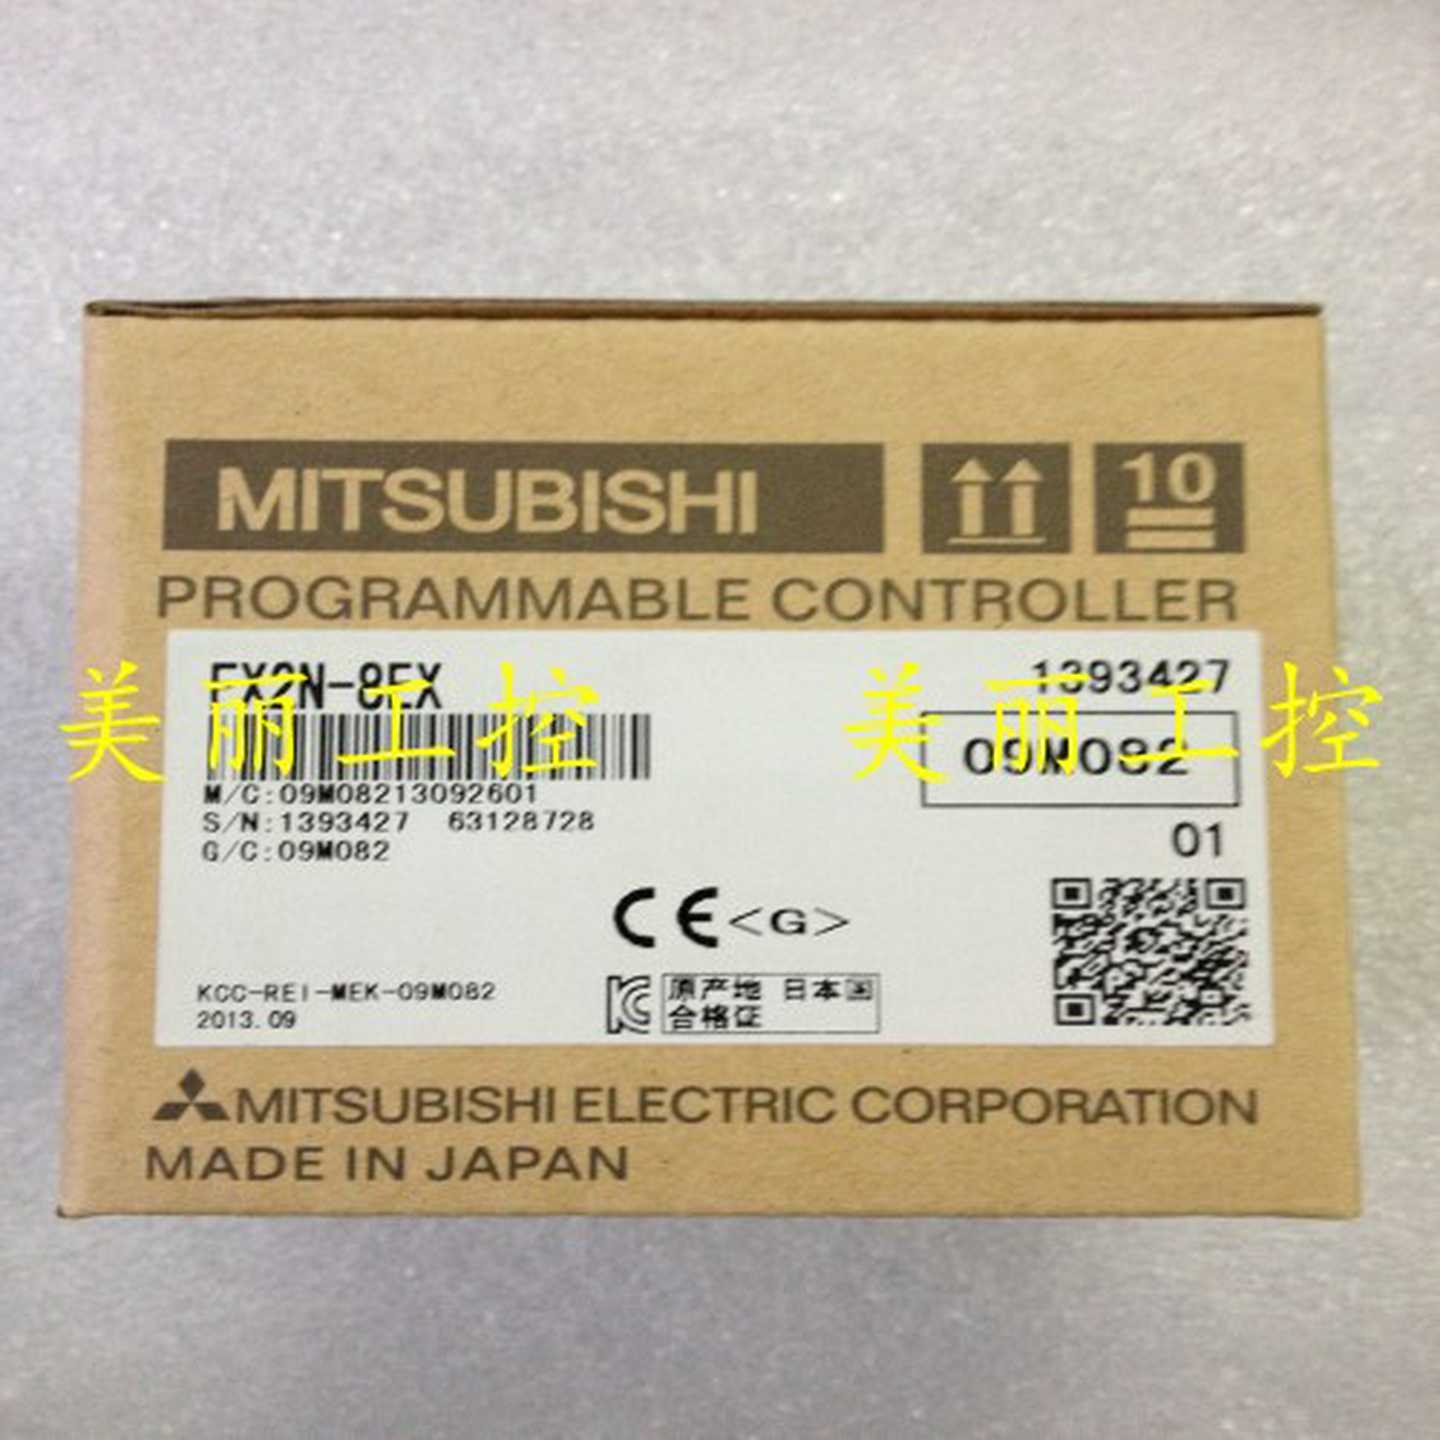 MITSUBISHI
10
PROGRAMMABLE CONTROLLER
FX2N-8EX
1393427
美丽工控
美丽工控
09M082
M/C:09M08213092601
S/N:1393427 63128728
G/C:09M082
01
CE<G>
KCC-REI-MEK-09M082
2013.09
原产地 日本国
合格证
MITSUBISHI ELECTRIC CORPORATION
MADE IN JAPAN